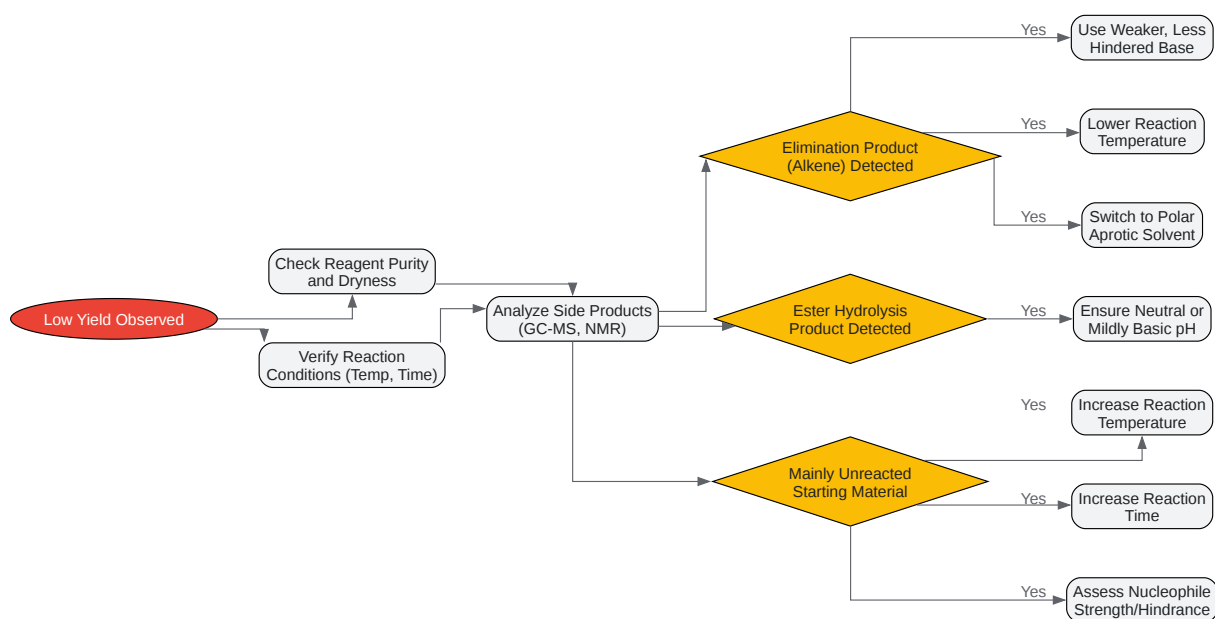 Low Yield Observed
Check Reagent Purity
and Dryness
Verify Reaction
Conditions (Temp, Time)
Analyze Side Products
(GC-MS, NMR)
Elimination Product
(Alkene) Detected
Yes
Use Weaker, Less
Hindered Base
Yes
Lower Reaction
Temperature
Yes
Switch to Polar
Aprotic Solvent
Ester Hydrolysis
Product Detected
Yes
Ensure Neutral or
Mildly Basic pH
Mainly Unreacted
Starting Material
Yes
Increase Reaction
Temperature
Yes
Increase Reaction
Time
Yes
Assess Nucleophile
Strength/Hindrance